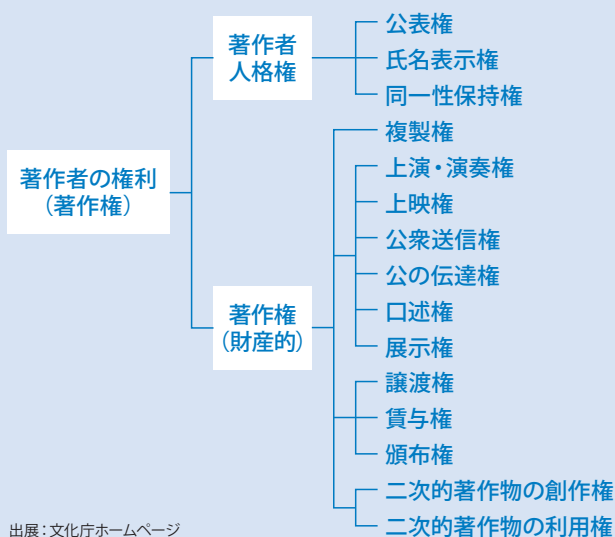 著作者の権利
（著作権）
著作者
人格権
公表権
氏名表示権
同一性保持権
著作権
（財産的）
複製権
上演・演奏権
上映権
公衆送信権
公の伝達権
口述権
展示権
譲渡権
賃与権
頒布権
二次的著作物の創作権
二次的著作物の利用権
出展：文化庁ホームページ